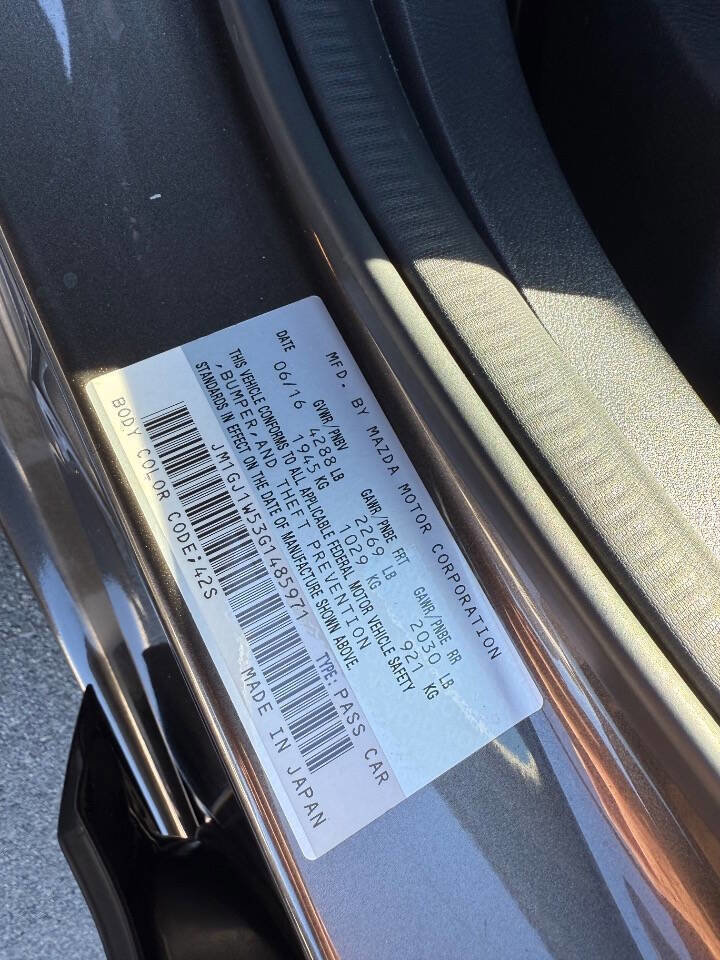 MFD. BY MAZDA MOTOR CORPORATION
DATE GVWR/PNBV GAWR/PNBE FRT GAWR/PNBE RR
06/16 4288 LB 2269 LB 2030 LB
1945 KG 1029 KG 921 KG
THIS VEHICLE CONFORMS TO ALL APPLICABLE FEDERAL MOTOR VEHICLE SAFETY
, BUMPER, AND THEFT PREVENTION
STANDARDS IN EFFECT ON THE DATE OF MANUFACTURE SHOWN ABOVE.
JM1GJ1W53G1485971 TYPE: PASS CAR
BODY COLOR CODE;42S MADE IN JAPAN